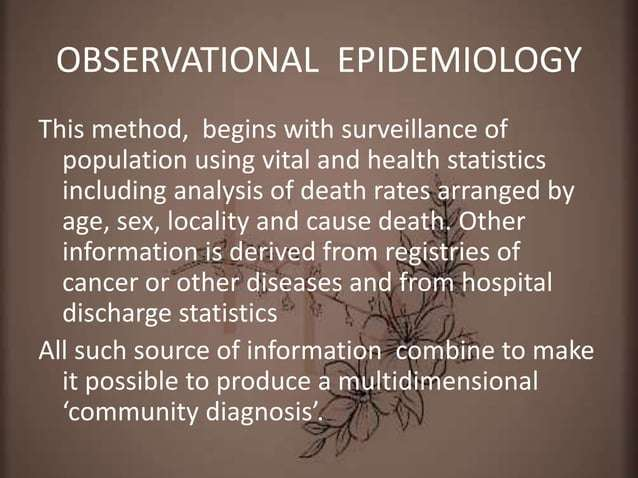 OBSERVATIONAL EPIDEMIOLOGY
This method, begins with surveillance of
population using vital and health statistics
including analysis of death rates arranged by
age, sex, locality and cause death. Other
information is derived from registries of
cancer or other diseases and from hospital
discharge statistics
All such source of information combine to make
it possible to produce a multidimensional
‘community diagnosis’.